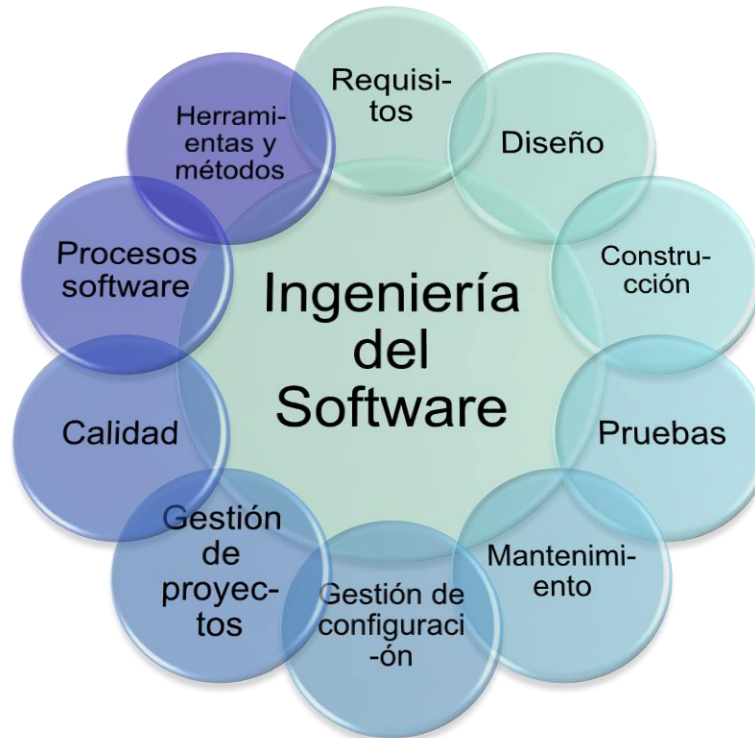 Requisi-
tos
Diseño
Constru-
cción
Pruebas
Mantenimi-
ento
Gestión de
configuraci
-ón
Gestión
de
proyec-
tos
Calidad
Procesos
software
Herrami-
entas y
métodos
Ingeniería
del
Software